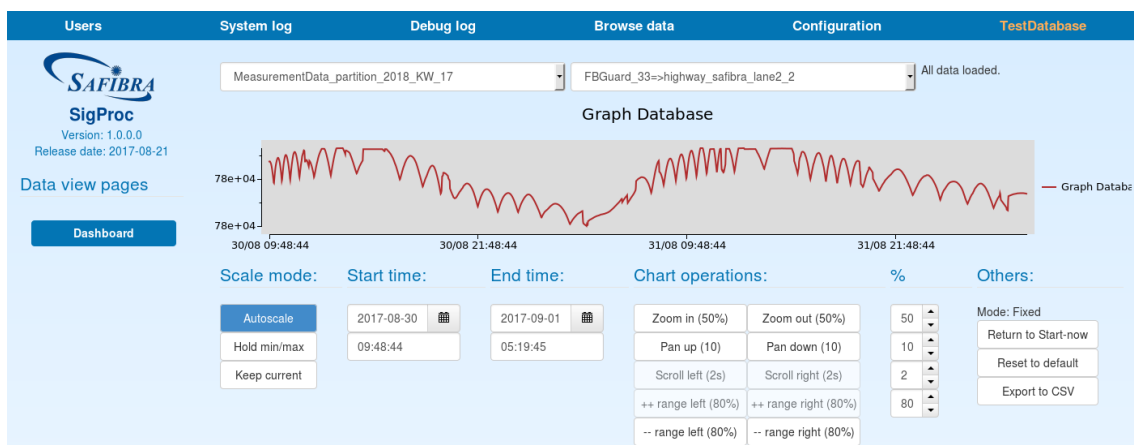 Users System log Debug log Browse data Configuration TestDatabase
SAFIBRA
SigProc
Version: 1.0.0.0
Release date: 2017-08-21
Data view pages
Dashboard
MeasurementData_partition_2018_KW_17 FBGuard_33=>highway_safibra_lane2_2 All data loaded.
Graph Database
78e+04
78e+04
30/08 09:48:44 30/08 21:48:44 31/08 09:48:44 31/08 21:48:44
Graph Databa
Scale mode: Start time: End time: Chart operations: % Others:
Autoscale 2017-08-30 2017-09-01 Zoom in (50%) Zoom out (50%) 50 Mode: Fixed
Hold min/max 09:48:44 05:19:45 Pan up (10) Pan down (10) 10 Return to Start-now
Keep current Scroll left (2s) Scroll right (2s) 2 Reset to default
++ range left (80%) ++ range right (80%) 80 Export to CSV
-- range left (80%) -- range right (80%)